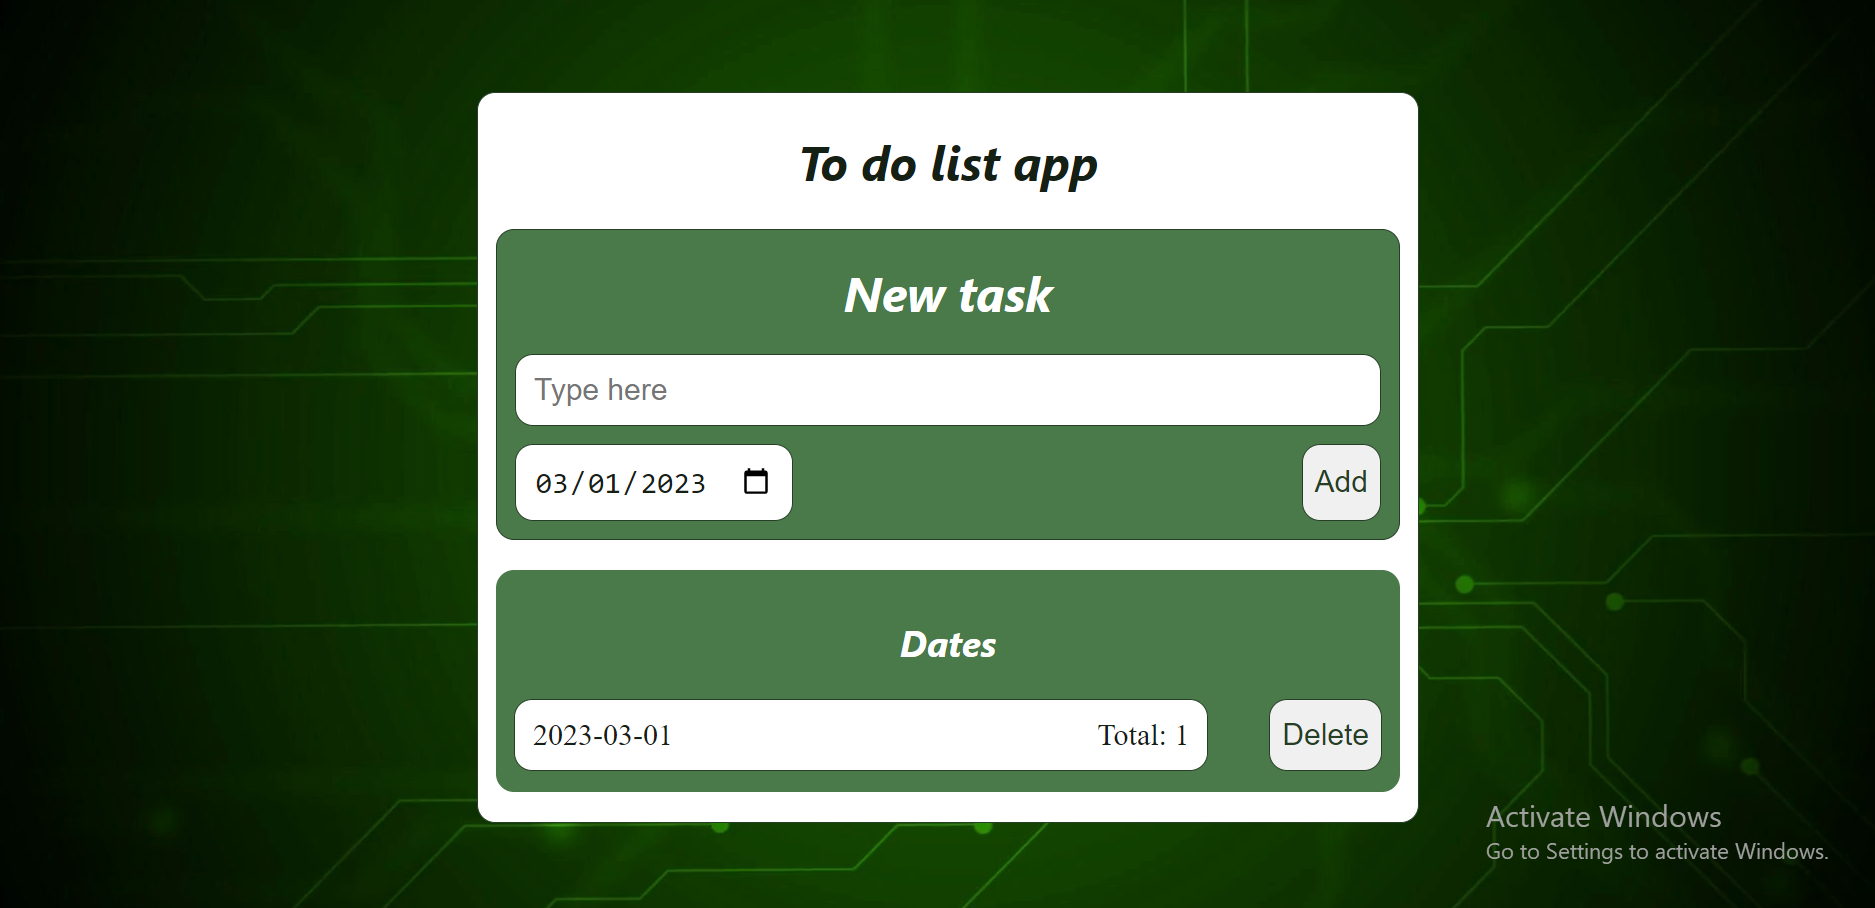 To do list app
New task
Type here
03/01/2023
Add
Dates
2023-03-01 Total: 1 Delete
Activate Windows
Go to Settings to activate Windows.